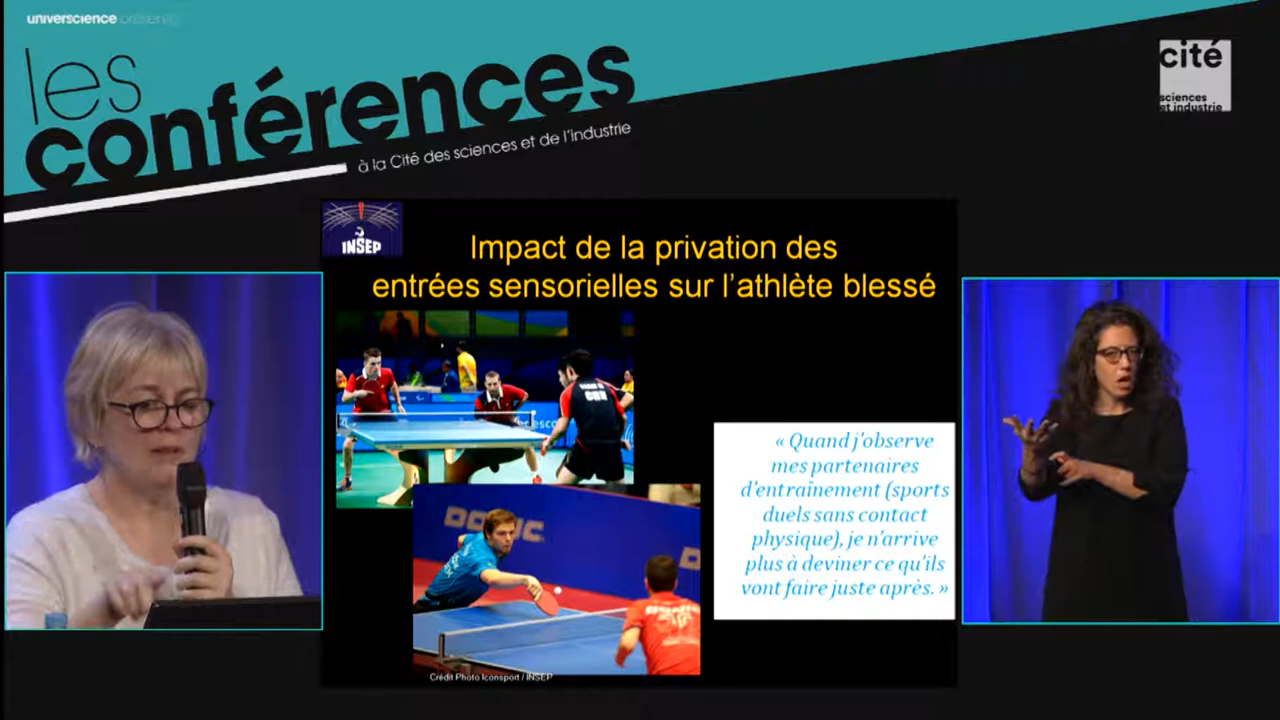 universcience présente
les
conférences
à la Cité des sciences et de l'industrie
cité
sciences
et industrie
INSEP
Impact de la privation des
entrées sensorielles sur l'athlète blessé
« Quand j'observe
mes partenaires
d'entraînement (sports
duels sans contact
physique), je n'arrive
plus à deviner ce qu'ils
vont faire juste après. »
Crédit Photo Iconsport / INSEP